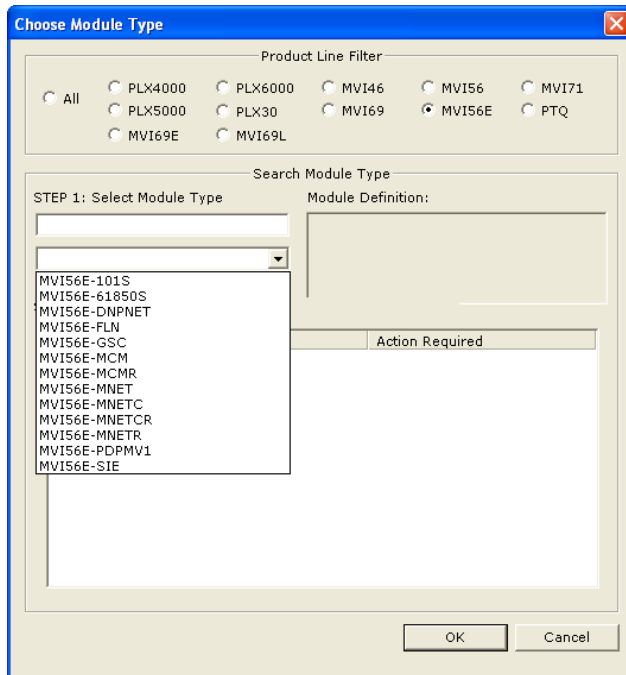 Choose Module Type
Product Line Filter
All PLX4000 PLX6000 MVI46 MVI56 MVI71
PLX5000 PLX30 MVI69 MVI56E PTQ
MVI69E MVI69L
Search Module Type
STEP 1: Select Module Type Module Definition:
MVI56E-101S
MVI56E-61850S
MVI56E-DNPNET
MVI56E-FLN
MVI56E-GSC
MVI56E-MCM
MVI56E-MCMR
MVI56E-MNET
MVI56E-MNETC
MVI56E-MNETCR
MVI56E-MNETR
MVI56E-PDPMV1
MVI56E-SIE
Action Required
OK Cancel